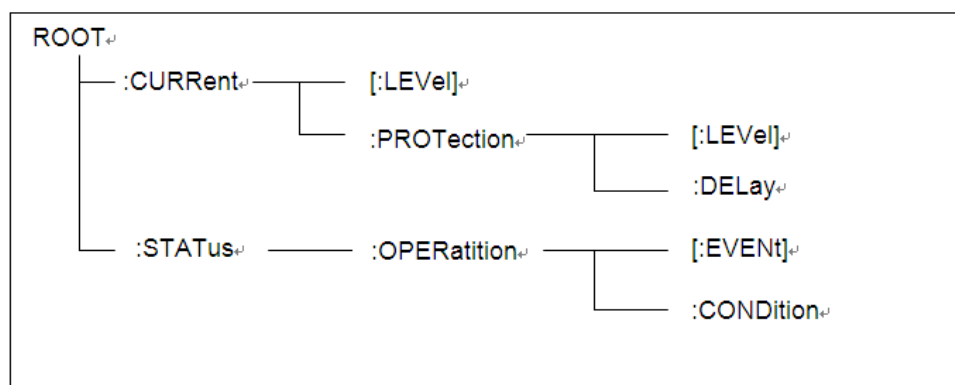 ROOT↵
:CURRent↵ [:LEVel]↵
:PROTection↵ [:LEVel]↵
:DELay↵
:STATus↵ :OPERatition↵ [:EVENt]↵
:CONDition↵